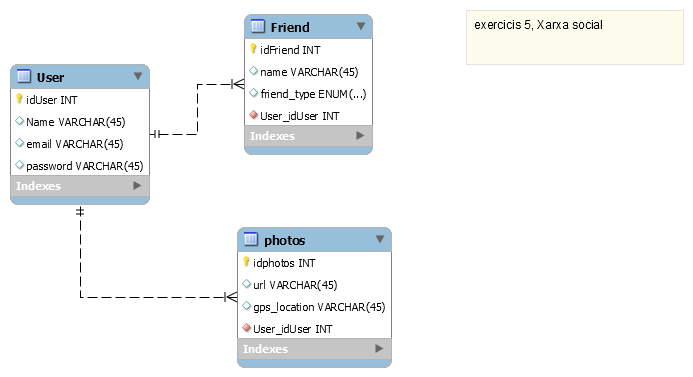 User
idUser INT
Name VARCHAR(45)
email VARCHAR(45)
password VARCHAR(45)
Indexes
Friend
idFriend INT
name VARCHAR(45)
friend_type ENUM(...)
User_idUser INT
Indexes
photos
idphotos INT
url VARCHAR(45)
gps_location VARCHAR(45)
User_idUser INT
Indexes
exercicis 5, Xarxa social